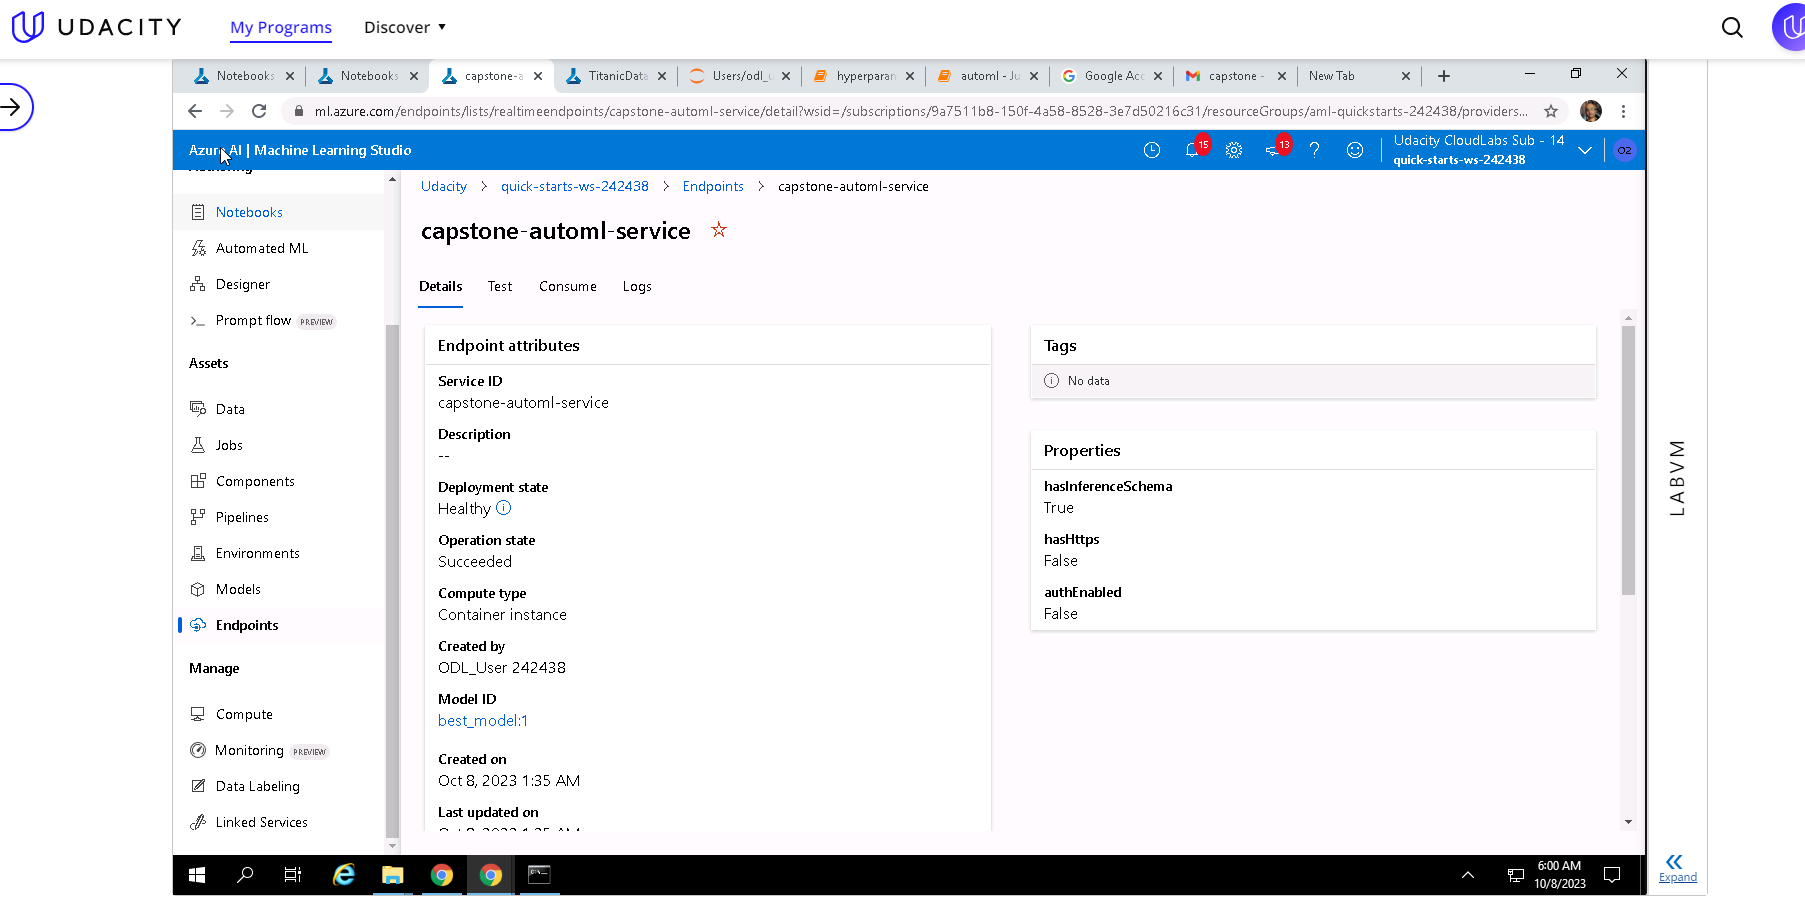 UDACITY My Programs Discover
Notebooks Notebooks capstone-a TitanicData Users/odl_u hyperparan automl - Ju Google Acc capstone - New Tab
ml.azure.com/endpoints/lists/realtimeendpoints/capstone-automl-service/detail?wsid=/subscriptions/9a7511b8-150f-4a58-8528-3e7d50216c31/resourceGroups/aml-quickstarts-242438/providers...
Azure AI | Machine Learning Studio
15
13
Udacity CloudLabs Sub - 14
quick-starts-ws-242438
O2
Notebooks
Automated ML
Designer
Prompt flow PREVIEW
Assets
Data
Jobs
Components
Pipelines
Environments
Models
Endpoints
Manage
Compute
Monitoring PREVIEW
Data Labeling
Linked Services
Udacity > quick-starts-ws-242438 > Endpoints > capstone-automl-service
capstone-automl-service
Details Test Consume Logs
Endpoint attributes
Service ID
capstone-automl-service
Description
--
Deployment state
Healthy
Operation state
Succeeded
Compute type
Container instance
Created by
ODL_User 242438
Model ID
best_model:1
Created on
Oct 8, 2023 1:35 AM
Last updated on
Tags
No data
Properties
hasInferenceSchema
True
hasHttps
False
authEnabled
False
LABVM
Expand
6:00 AM
10/8/2023